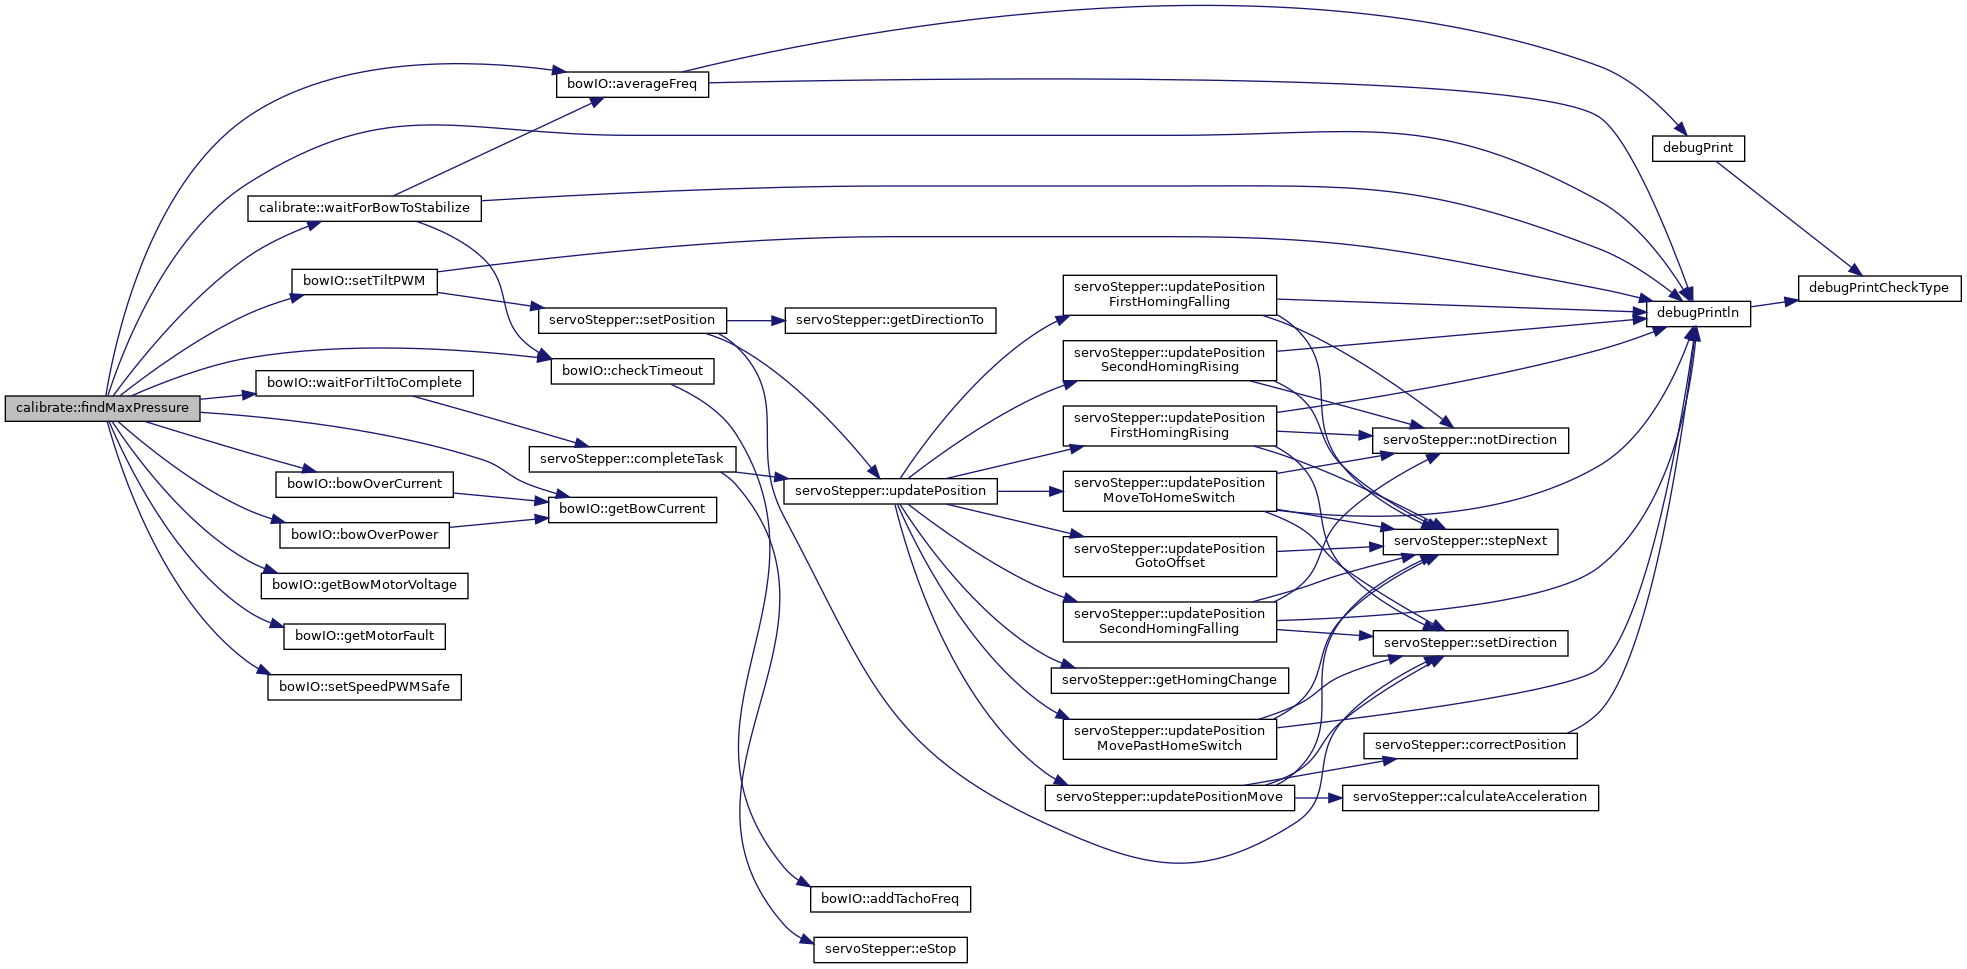 calibrate::findMaxPressure
calibrate::waitForBowToStabilize
bowIO::setTiltPWM
bowIO::waitForTiltToComplete
bowIO::bowOverCurrent
bowIO::bowOverPower
bowIO::getBowMotorVoltage
bowIO::getMotorFault
bowIO::setSpeedPWMSafe
bowIO::averageFreq
servoStepper::setPosition
bowIO::checkTimeout
servoStepper::completeTask
bowIO::getBowCurrent
servoStepper::getDirectionTo
servoStepper::updatePosition
bowIO::addTachoFreq
servoStepper::eStop
servoStepper::updatePosition
FirstHomingFalling
servoStepper::updatePosition
SecondHomingRising
servoStepper::updatePosition
FirstHomingRising
servoStepper::updatePosition
MoveToHomeSwitch
servoStepper::updatePosition
GotoOffset
servoStepper::updatePosition
SecondHomingFalling
servoStepper::getHomingChange
servoStepper::updatePosition
MovePastHomeSwitch
servoStepper::updatePositionMove
servoStepper::notDirection
servoStepper::stepNext
servoStepper::setDirection
servoStepper::correctPosition
servoStepper::calculateAcceleration
debugPrint
debugPrintln
debugPrintCheckType